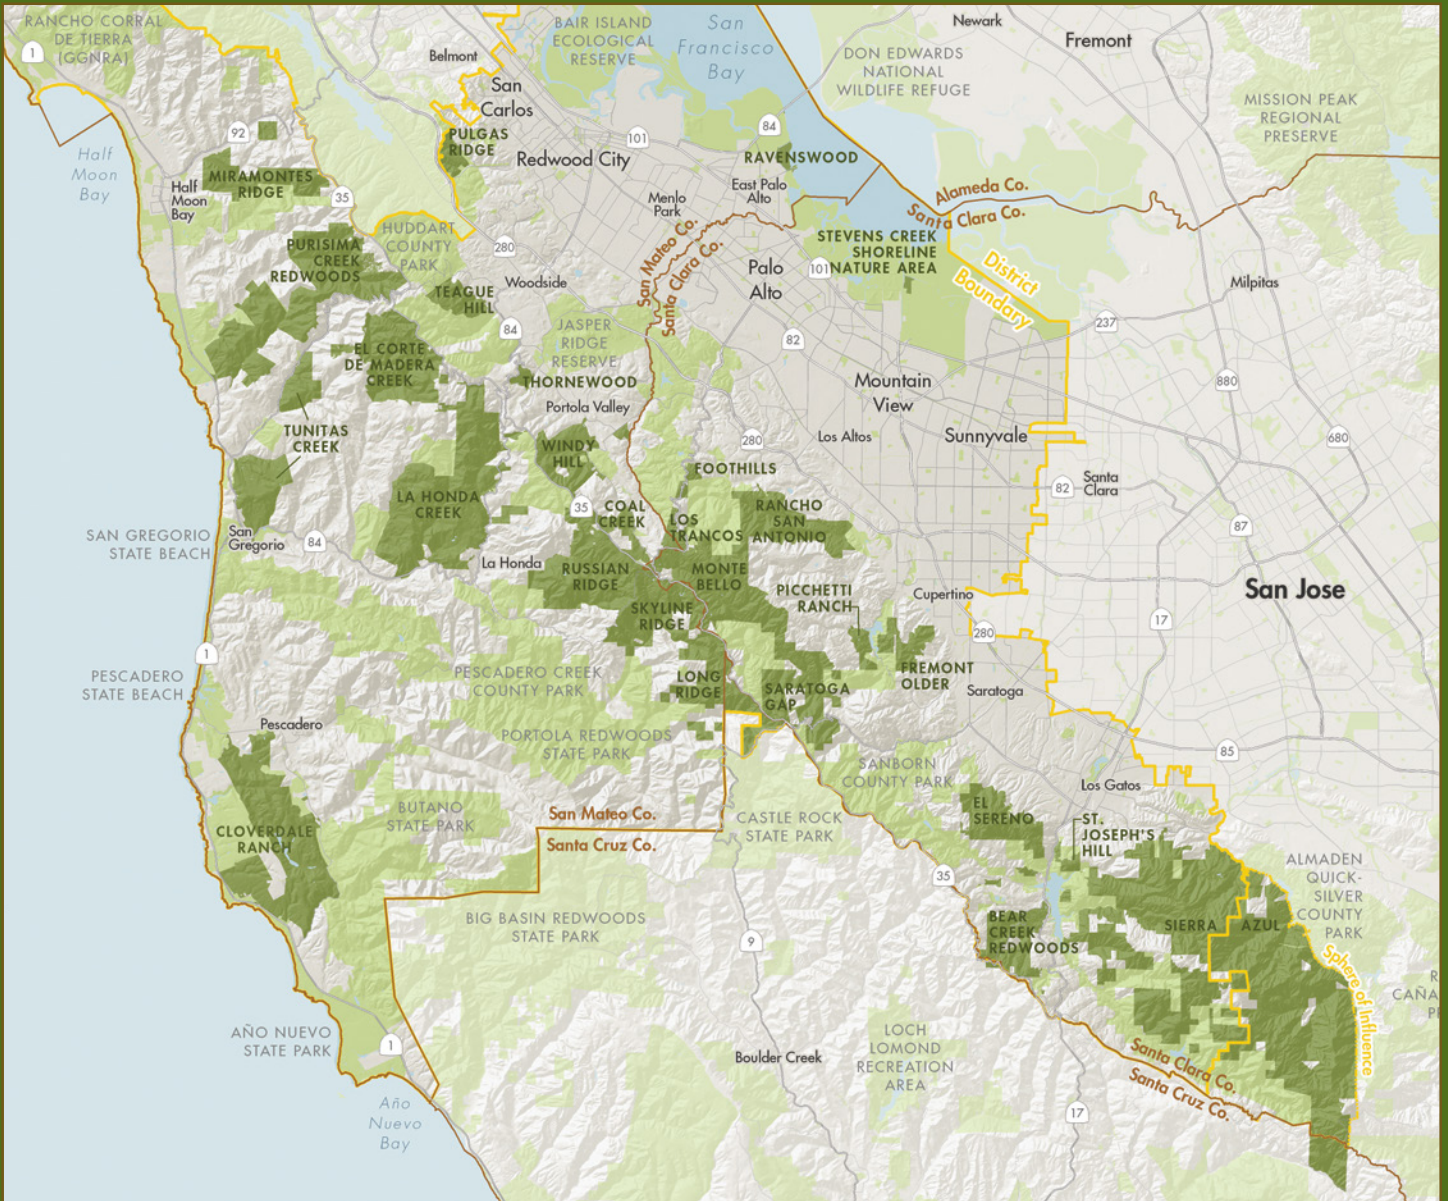 RANCHO CORRAL
DE TIERRA
(GGNRA)
1
Belmont
BAIR ISLAND
ECOLOGICAL
RESERVE
San
Francisco
Bay
Newark
Fremont
DON EDWARDS
NATIONAL
WILDLIFE REFUGE
MISSION PEAK
REGIONAL
PRESERVE
San
Carlos
92
PULGAS
RIDGE
101
84
Redwood City
RAVENSWOOD
Half
Moon
Bay
MIRAMONTES
RIDGE
Half
Moon
Bay
35
Menlo
Park
East Palo
Alto
Alameda Co.
Santa Clara Co.
HUDDART
COUNTY
PARK
280
San Mateo Co.
Santa Clara Co.
STEVENS CREEK
SHORELINE
NATURE AREA
101
District
Boundary
PURISIMA
CREEK
REDWOODS
Palo
Alto
Woodside
TEAGUE
HILL
Milpitas
84
JASPER
RIDGE
RESERVE
82
237
EL CORTE
DE MADERA
CREEK
THORNEWOOD
Portola Valley
Mountain
View
880
TUNITAS
CREEK
WINDY
HILL
280
Los Altos
Sunnyvale
680
FOOTHILLS
82
Santa
Clara
LA HONDA
CREEK
35
COAL
CREEK
LOS
TRANCOS
RANCHO
SAN
ANTONIO
87
SAN GREGORIO
STATE BEACH
San
Gregorio
84
La Honda
RUSSIAN
RIDGE
MONTE
BELLO
PICCHETTI
RANCH
Cupertino
San Jose
SKYLINE
RIDGE
280
17
1
PESCADERO
STATE BEACH
PESCADERO CREEK
COUNTY PARK
LONG
RIDGE
SARATOGA
GAP
FREMONT
OLDER
Saratoga
Pescadero
PORTOLA REDWOODS
STATE PARK
85
SANBORN
COUNTY PARK
Los Gatos
BUTANO
STATE PARK
San Mateo Co.
Santa Cruz Co.
CASTLE ROCK
STATE PARK
EL
SERENO
ST.
JOSEPH'S
HILL
CLOVERDALE
RANCH
35
ALMADEN
QUICK-
SILVER
COUNTY
PARK
BIG BASIN REDWOODS
STATE PARK
9
BEAR
CREEK
REDWOODS
SIERRA AZUL
Sphere of Influence
AÑO NUEVO
STATE PARK
1
LOCH
LOMOND
RECREATION
AREA
Boulder Creek
Santa Clara Co.
Santa Cruz Co.
Año
Nuevo
Bay
17